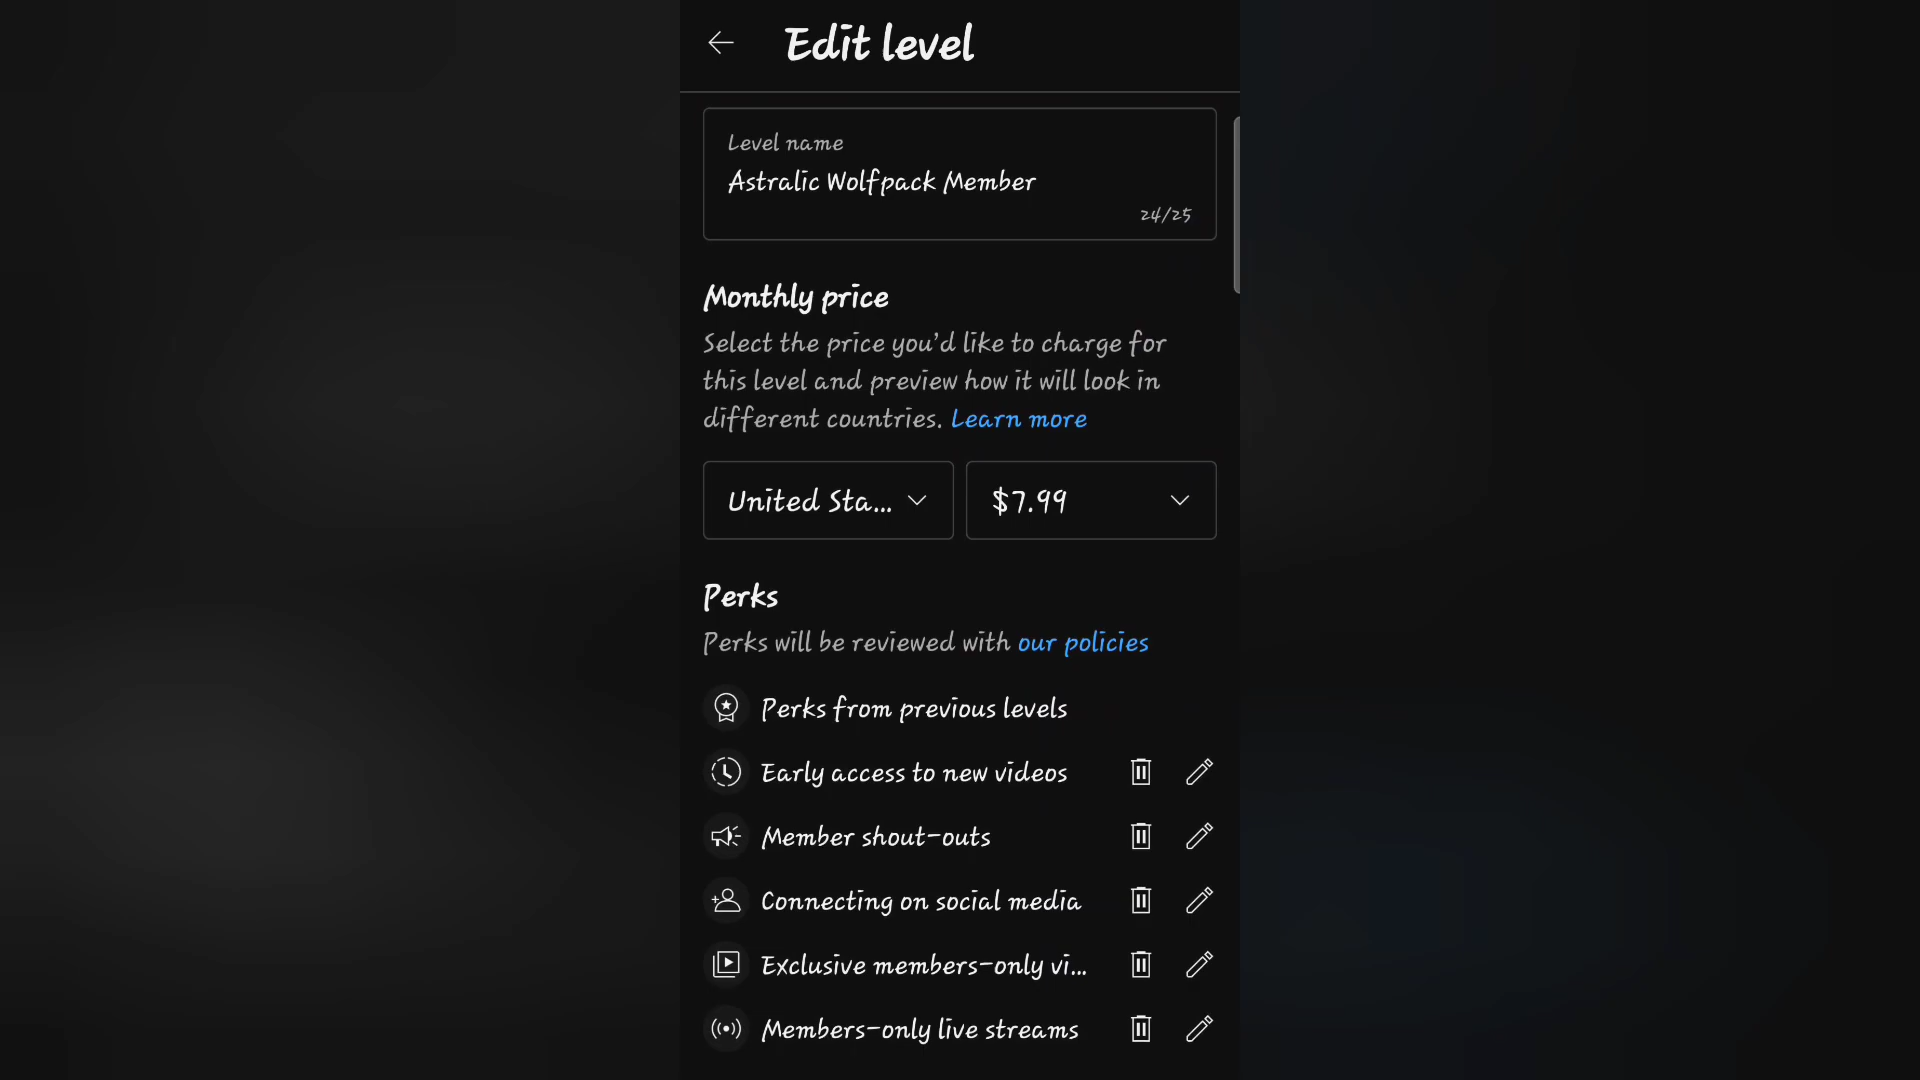 Edit level
Level name
Astralic Wolfpack Member
24/25
Monthly price
Select the price you'd like to charge for
this level and preview how it will look in
different countries. Learn more
United Sta... $7.99
Perks
Perks will be reviewed with our policies
Perks from previous levels
Early access to new videos
Member shout-outs
Connecting on social media
Exclusive members-only vi...
Members-only live streams